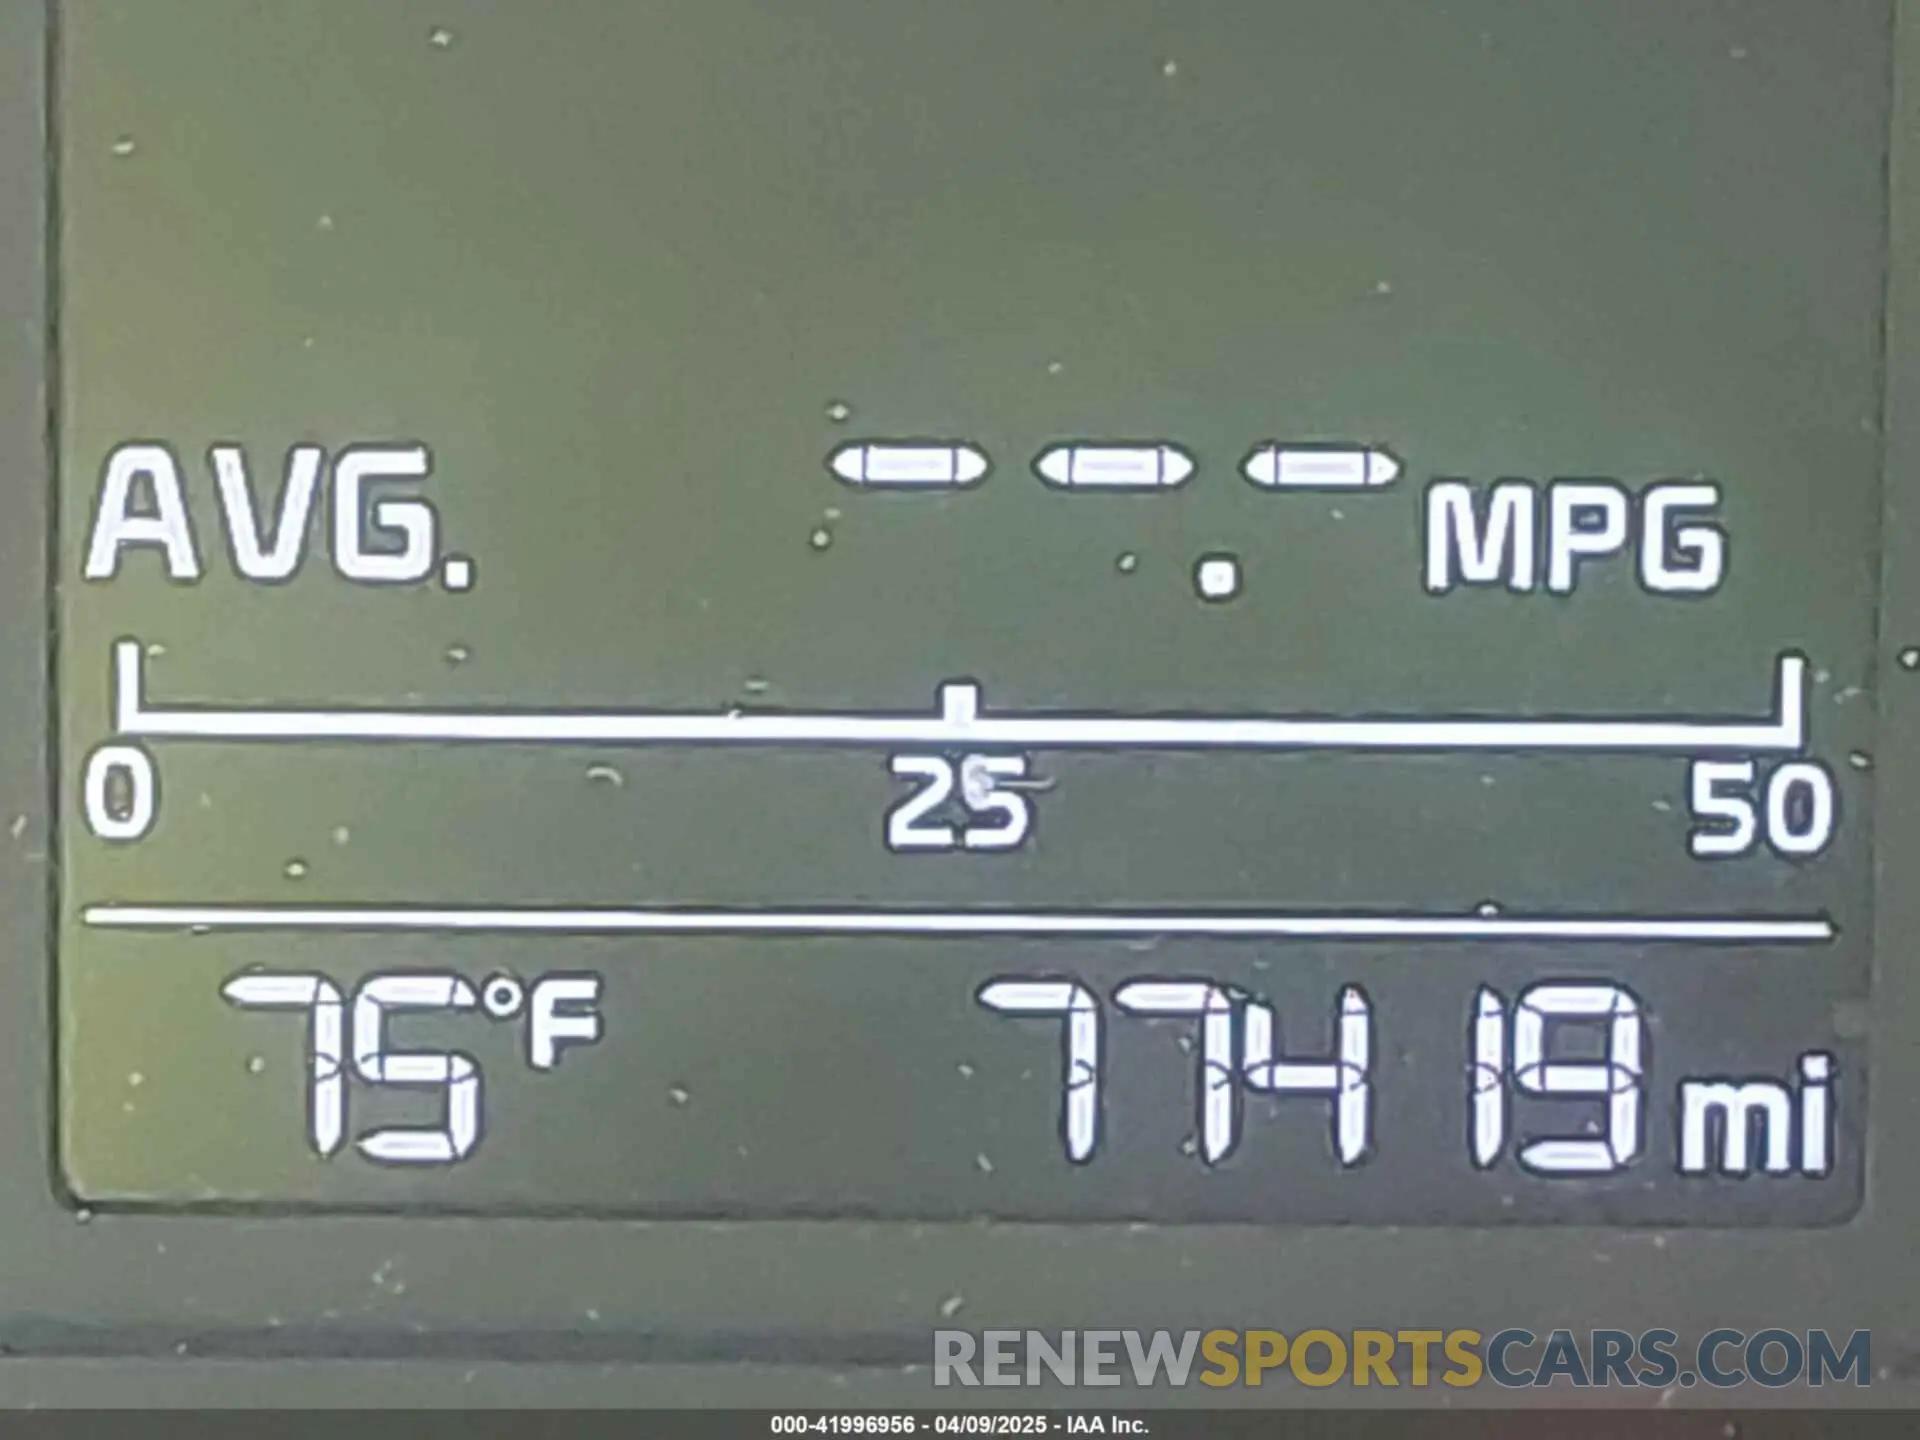 AVG. --.- MPG
0 25 50
75°F 77419 mi
RENEWSPORTSCARS.COM
000-41996956 - 04/09/2025 - IAA Inc.